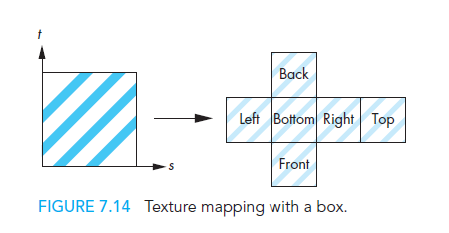 t
Back
Left Bottom Right Top
s
Front
FIGURE 7.14 Texture mapping with a box.